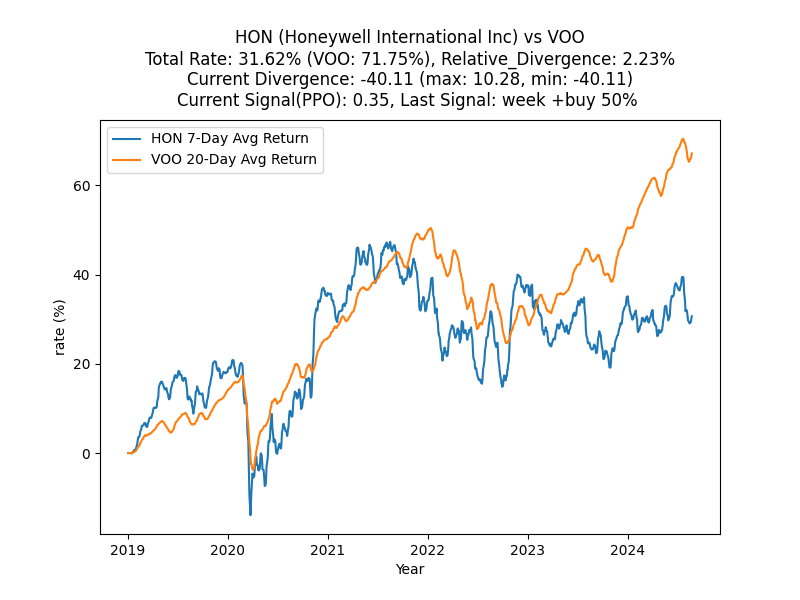 HON (Honeywell International Inc) vs VOO
Total Rate: 31.62% (VOO: 71.75%), Relative_Divergence: 2.23%
Current Divergence: -40.11 (max: 10.28, min: -40.11)
Current Signal(PPO): 0.35, Last Signal: week +buy 50%
HON 7-Day Avg Return
VOO 20-Day Avg Return
60
40
20
0
rate (%)
2019 2020 2021 2022 2023 2024
Year